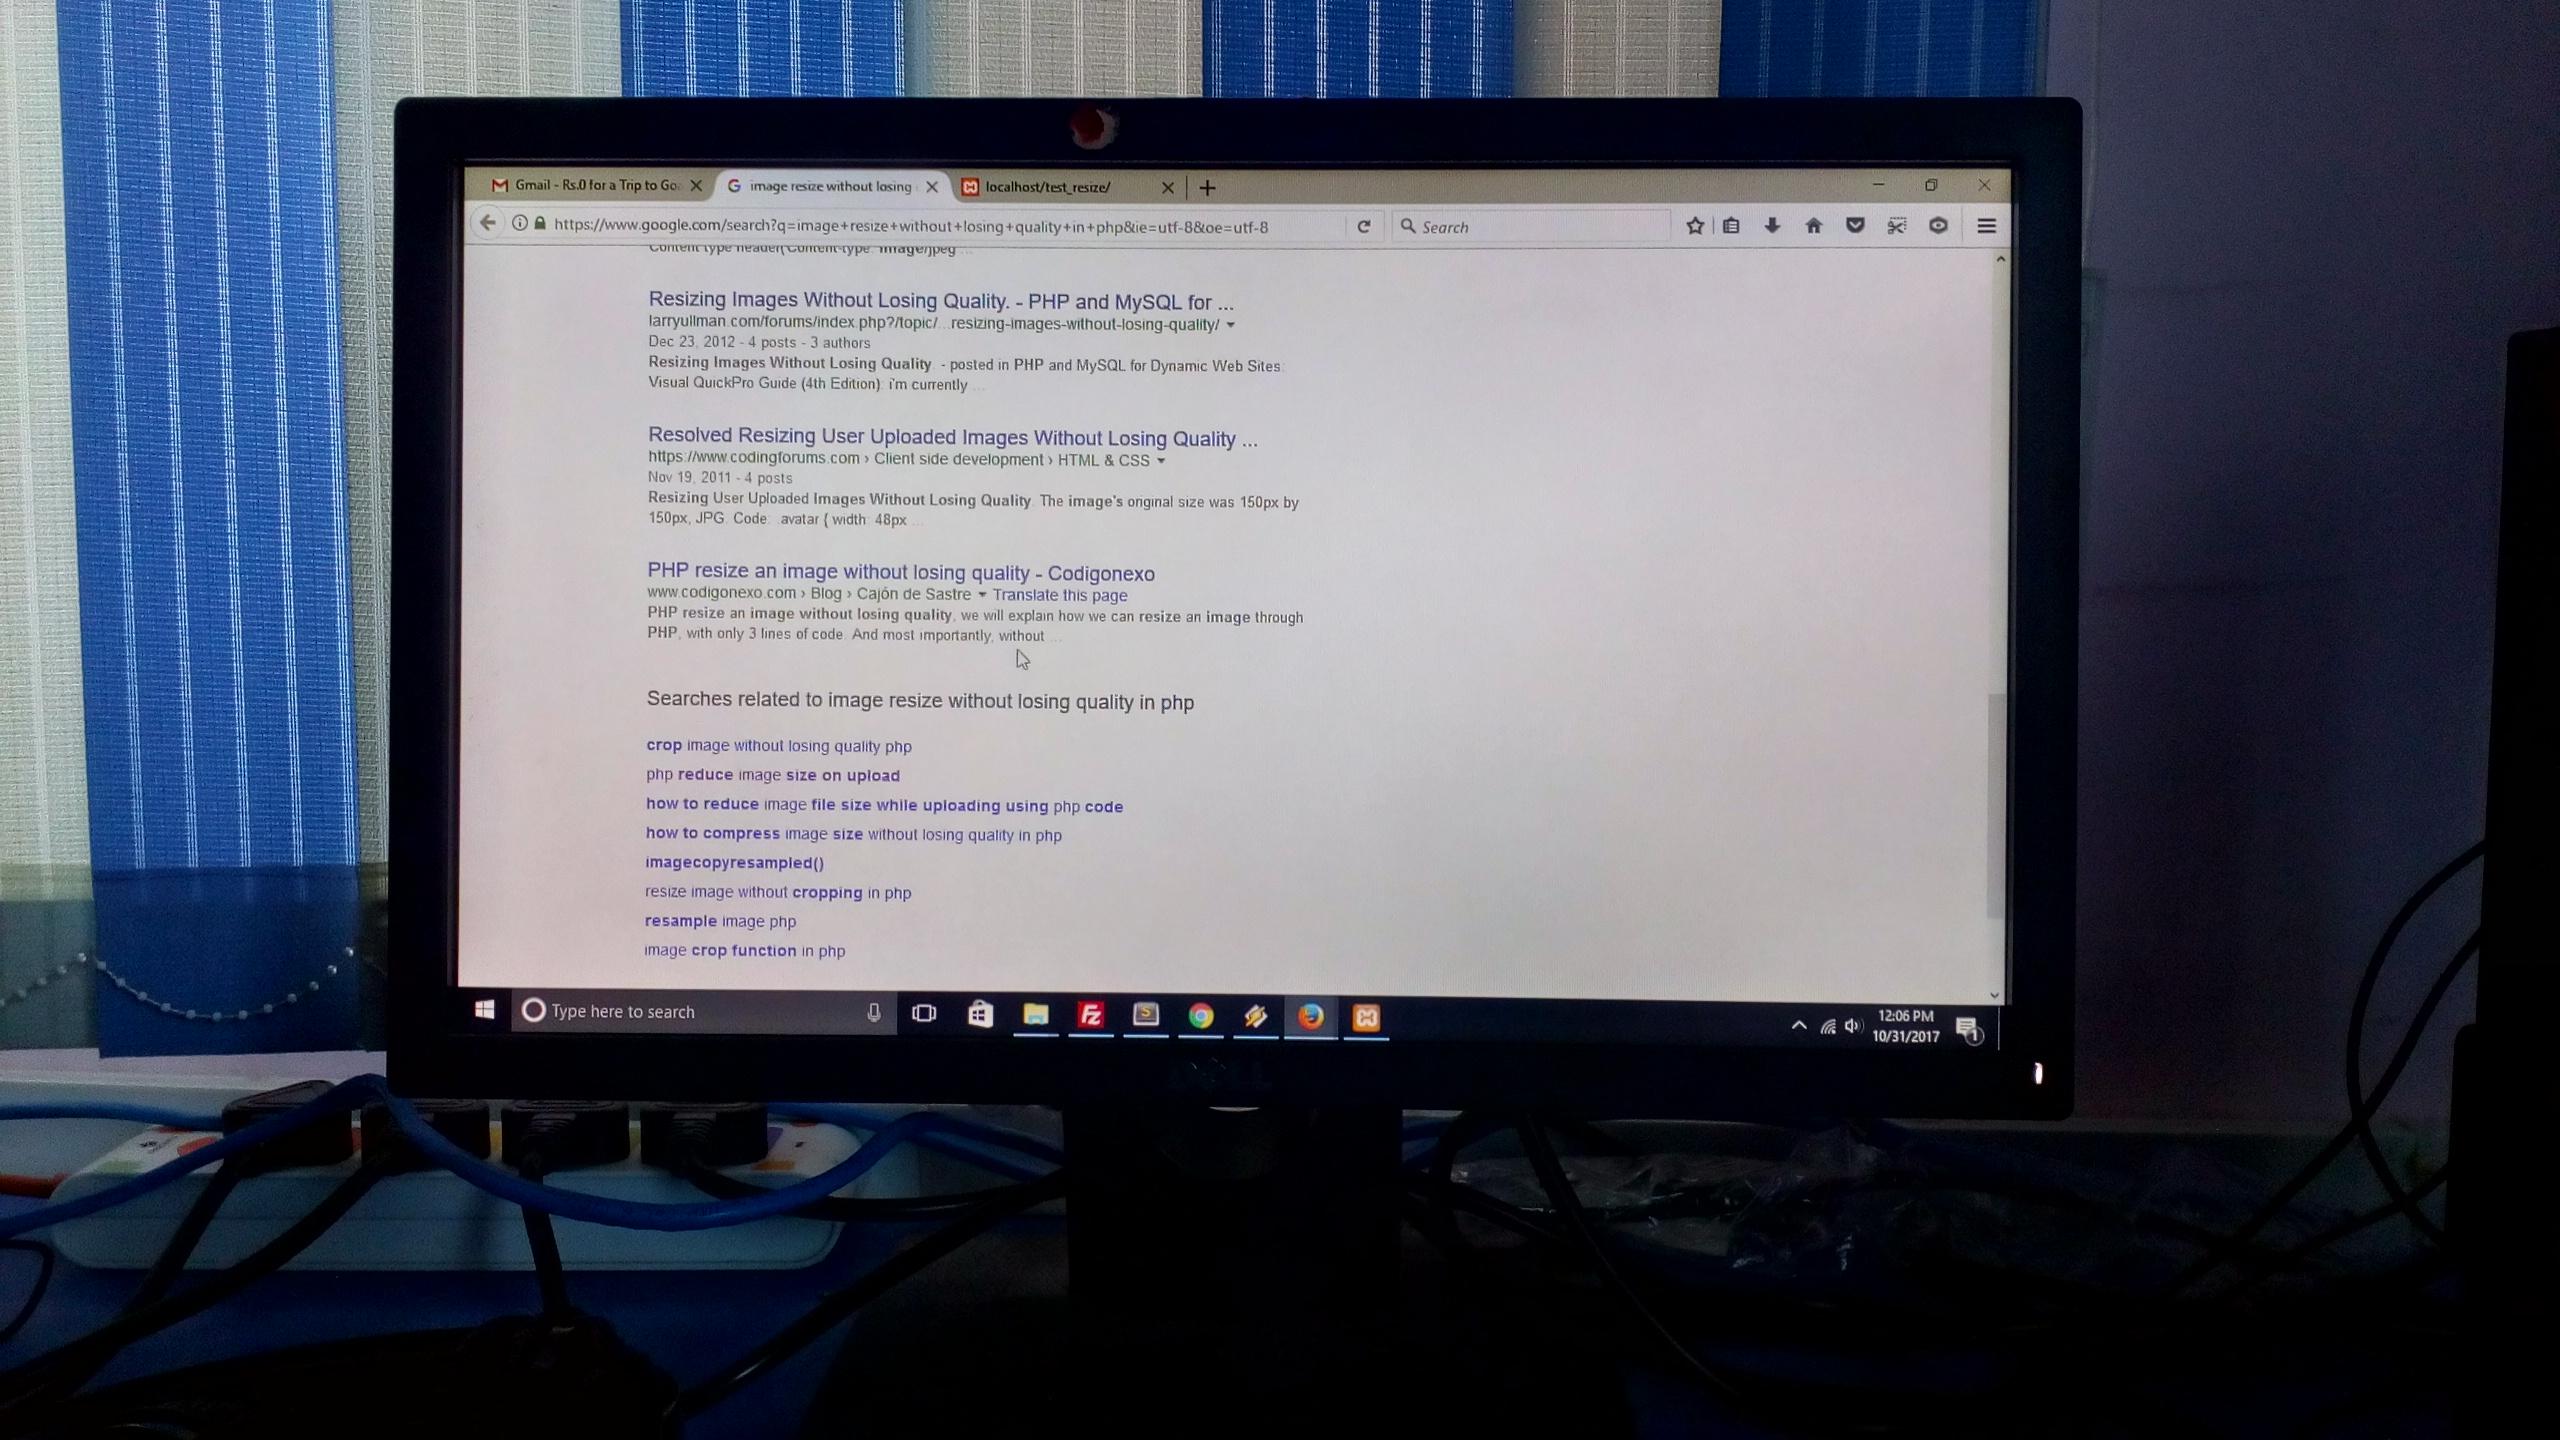 Gmail - Rs.0 for a Trip to Go
image resize without losing
localhost/test_resize/
https://www.google.com/search?q=image+resize+without+losing+quality+in+php&ie=utf-8&oe=utf-8
Search
Content type header('Content-type: image/jpeg ...
Resizing Images Without Losing Quality. - PHP and MySQL for ...
larryullman.com/forums/index.php?/topic/...resizing-images-without-losing-quality/
Dec 23, 2012 - 4 posts - 3 authors
Resizing Images Without Losing Quality. - posted in PHP and MySQL for Dynamic Web Sites:
Visual QuickPro Guide (4th Edition): i'm currently ...
Resolved Resizing User Uploaded Images Without Losing Quality ...
https://www.codingforums.com › Client side development › HTML & CSS
Nov 19, 2011 - 4 posts
Resizing User Uploaded Images Without Losing Quality. The image's original size was 150px by
150px, JPG. Code: .avatar { width: 48px ...
PHP resize an image without losing quality - Codigonexo
www.codigonexo.com › Blog › Cajón de Sastre Translate this page
PHP resize an image without losing quality, we will explain how we can resize an image through
PHP, with only 3 lines of code. And most importantly, without ...
Searches related to image resize without losing quality in php
crop image without losing quality php
php reduce image size on upload
how to reduce image file size while uploading using php code
how to compress image size without losing quality in php
imagecopyresampled()
resize image without cropping in php
resample image php
image crop function in php
Type here to search
12:06 PM
10/31/2017
1
DELL